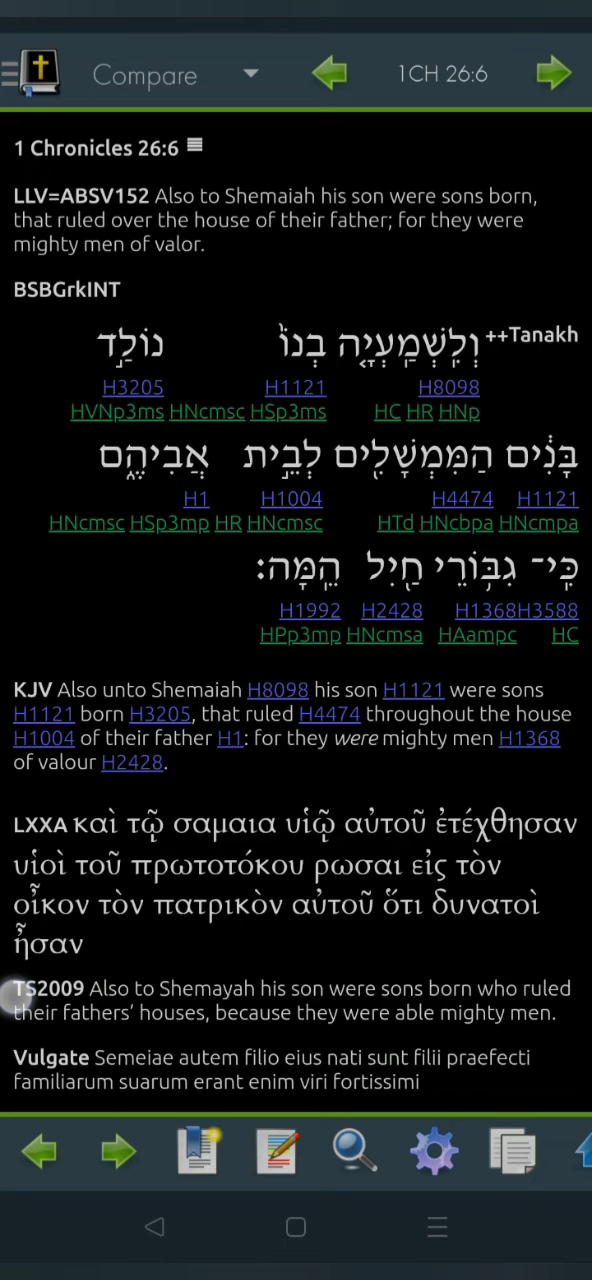 Compare
1CH 26:6
1 Chronicles 26:6
LLV=ABSV152 Also to Shemaiah his son were sons born,
that ruled over the house of their father; for they were
mighty men of valor.
BSBGrkINT
++Tanakh וְלִֽשְׁמַֽעְיָ֤ה בְנוֹ֙ נוֹלַ֣ד
H8098 H1121 H3205
HC HR HNp HNcmsc HSp3ms HVNp3ms
בָּנִ֔ים הַמִּמְשָׁלִ֖ים לְבֵ֣ית אֲבִיהֶ֑ם
H1121 H4474 H1004 H1
HNcmpa HTd HNcbpa HR HNcmsc HNcmsc HSp3mp
כִּֽי־ גִבּ֥וֹרֵי חַ֖יִל הֵֽמָּה׃
H3588 H1368 H2428 H1992
HC HAampc HNcmsa HPp3mp
KJV Also unto Shemaiah H8098 his son H1121 were sons
H1121 born H3205, that ruled H4474 throughout the house
H1004 of their father H1: for they were mighty men H1368
of valour H2428.
LXXA καὶ τῷ σαμαια υἱῷ αὐτοῦ ἐτέχθησαν
υἱοὶ τοῦ πρωτοτόκου ρωσαι εἰς τὸν
οἶκον τὸν πατρικὸν αὐτοῦ ὅτι δυνατοὶ
ἦσαν
TS2009 Also to Shemayah his son were sons born who ruled
their fathers’ houses, because they were able mighty men.
Vulgate Semeiae autem filio eius nati sunt filii praefecti
familiarum suarum erant enim viri fortissimi